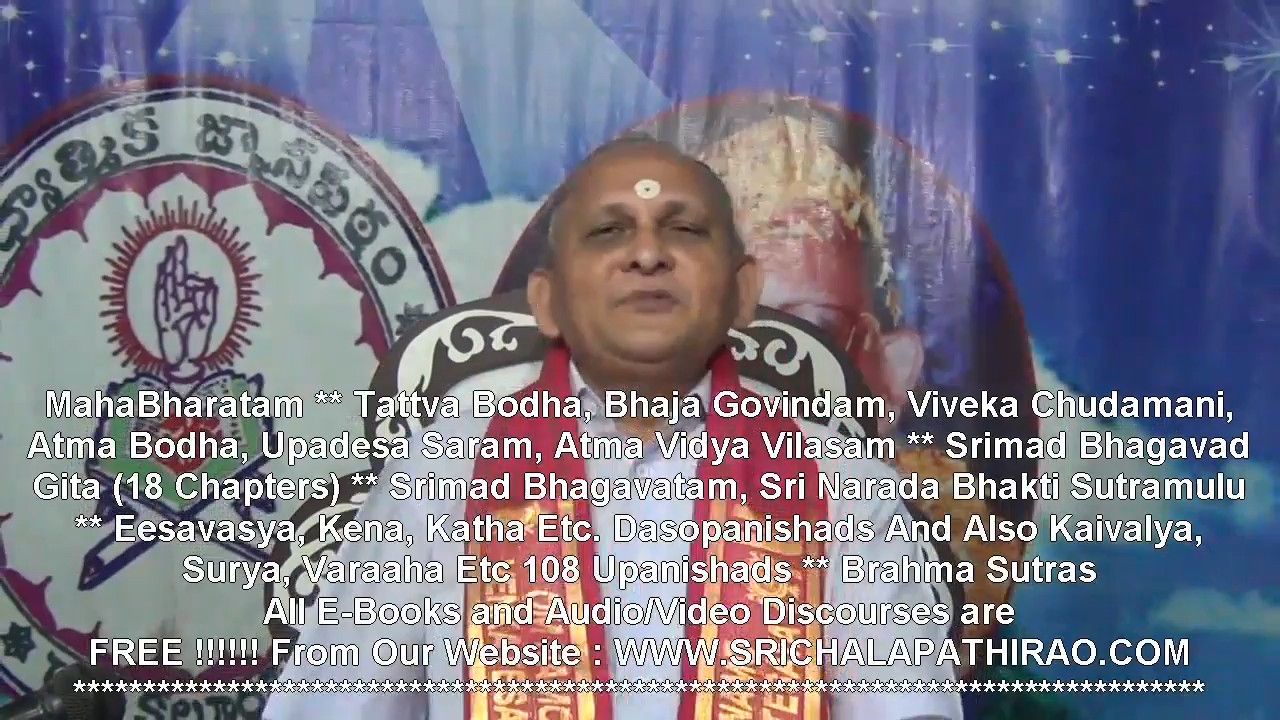 ధ్యాత్మిక జ్ఞానపీఠం
MahaBharatam ** Tattva Bodha, Bhaja Govindam, Viveka Chudamani,
Atma Bodha, Upadesa Saram, Atma Vidya Vilasam ** Srimad Bhagavad
Gita (18 Chapters) ** Srimad Bhagavatam, Sri Narada Bhakti Sutramulu
** Eesavasya, Kena, Katha Etc. Dasopanishads And Also Kaivalya,
Surya, Varaaha Etc 108 Upanishads ** Brahma Sutras
All E-Books and Audio/Video Discourses are
FREE !!!!!! From Our Website : WWW.SRICHALAPATHIRAO.COM
*********************************************************************************